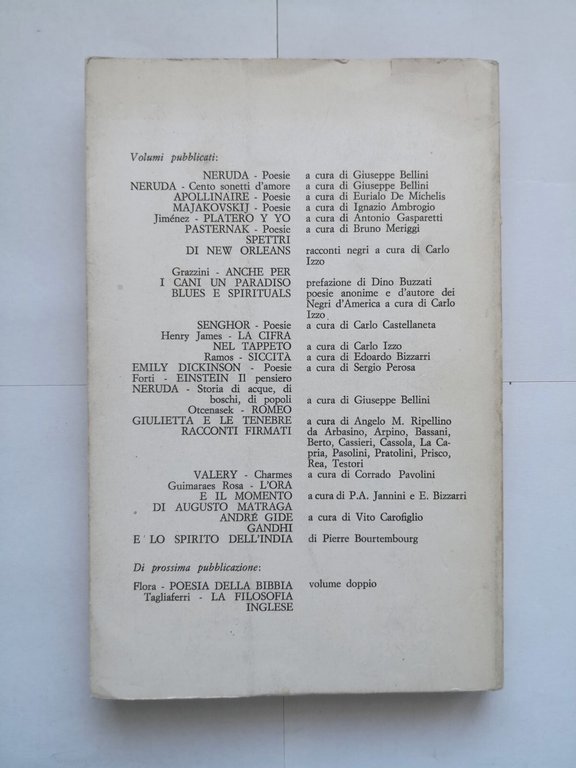 Volumi pubblicati:
NERUDA - Poesie a cura di Giuseppe Bellini
NERUDA - Cento sonetti d'amore a cura di Giuseppe Bellini
APOLLINAIRE - Poesie a cura di Eurialo De Michelis
MAJAKOVSKIJ - Poesie a cura di Ignazio Ambrogio
Jiménez - PLATERO Y YO a cura di Antonio Gasparetti
PASTERNAK - Poesie a cura di Bruno Meriggi
SPETTRI
DI NEW ORLEANS racconti negri a cura di Carlo
Izzo
Grazzini - ANCHE PER
I CANI UN PARADISO prefazione di Dino Buzzati
BLUES E SPIRITUALS poesie anonime e d'autore dei
Negri d'America a cura di Carlo
Izzo
SENGHOR - Poesie a cura di Carlo Castellaneta
Henry James - LA CIFRA
NEL TAPPETO a cura di Carlo Izzo
Ramos - SICCITÀ a cura di Edoardo Bizzarri
EMILY DICKINSON - Poesie a cura di Sergio Perosa
Forti - EINSTEIN Il pensiero
NERUDA - Storia di acque, di
boschi, di popoli a cura di Giuseppe Bellini
Otcenasek - ROMEO
GIULIETTA E LE TENEBRE a cura di Angelo M. Ripellino
RACCONTI FIRMATI da Arbasino, Arpino, Bassani,
Berto, Cassieri, Cassola, La Ca-
pria, Pasolini, Pratolini, Prisco,
Rea, Testori
VALERY - Charmes a cura di Corrado Pavolini
Guimaraes Rosa - L'ORA
E IL MOMENTO a cura di P.A. Jannini e E. Bizzarri
DI AUGUSTO MATRAGA
ANDRÉ GIDE a cura di Vito Carofiglio
GANDHI
E LO SPIRITO DELL'INDIA di Pierre Bourtembourg
Di prossima pubblicazione:
Flora - POESIA DELLA BIBBIA volume doppio
Tagliaferri - LA FILOSOFIA
INGLESE